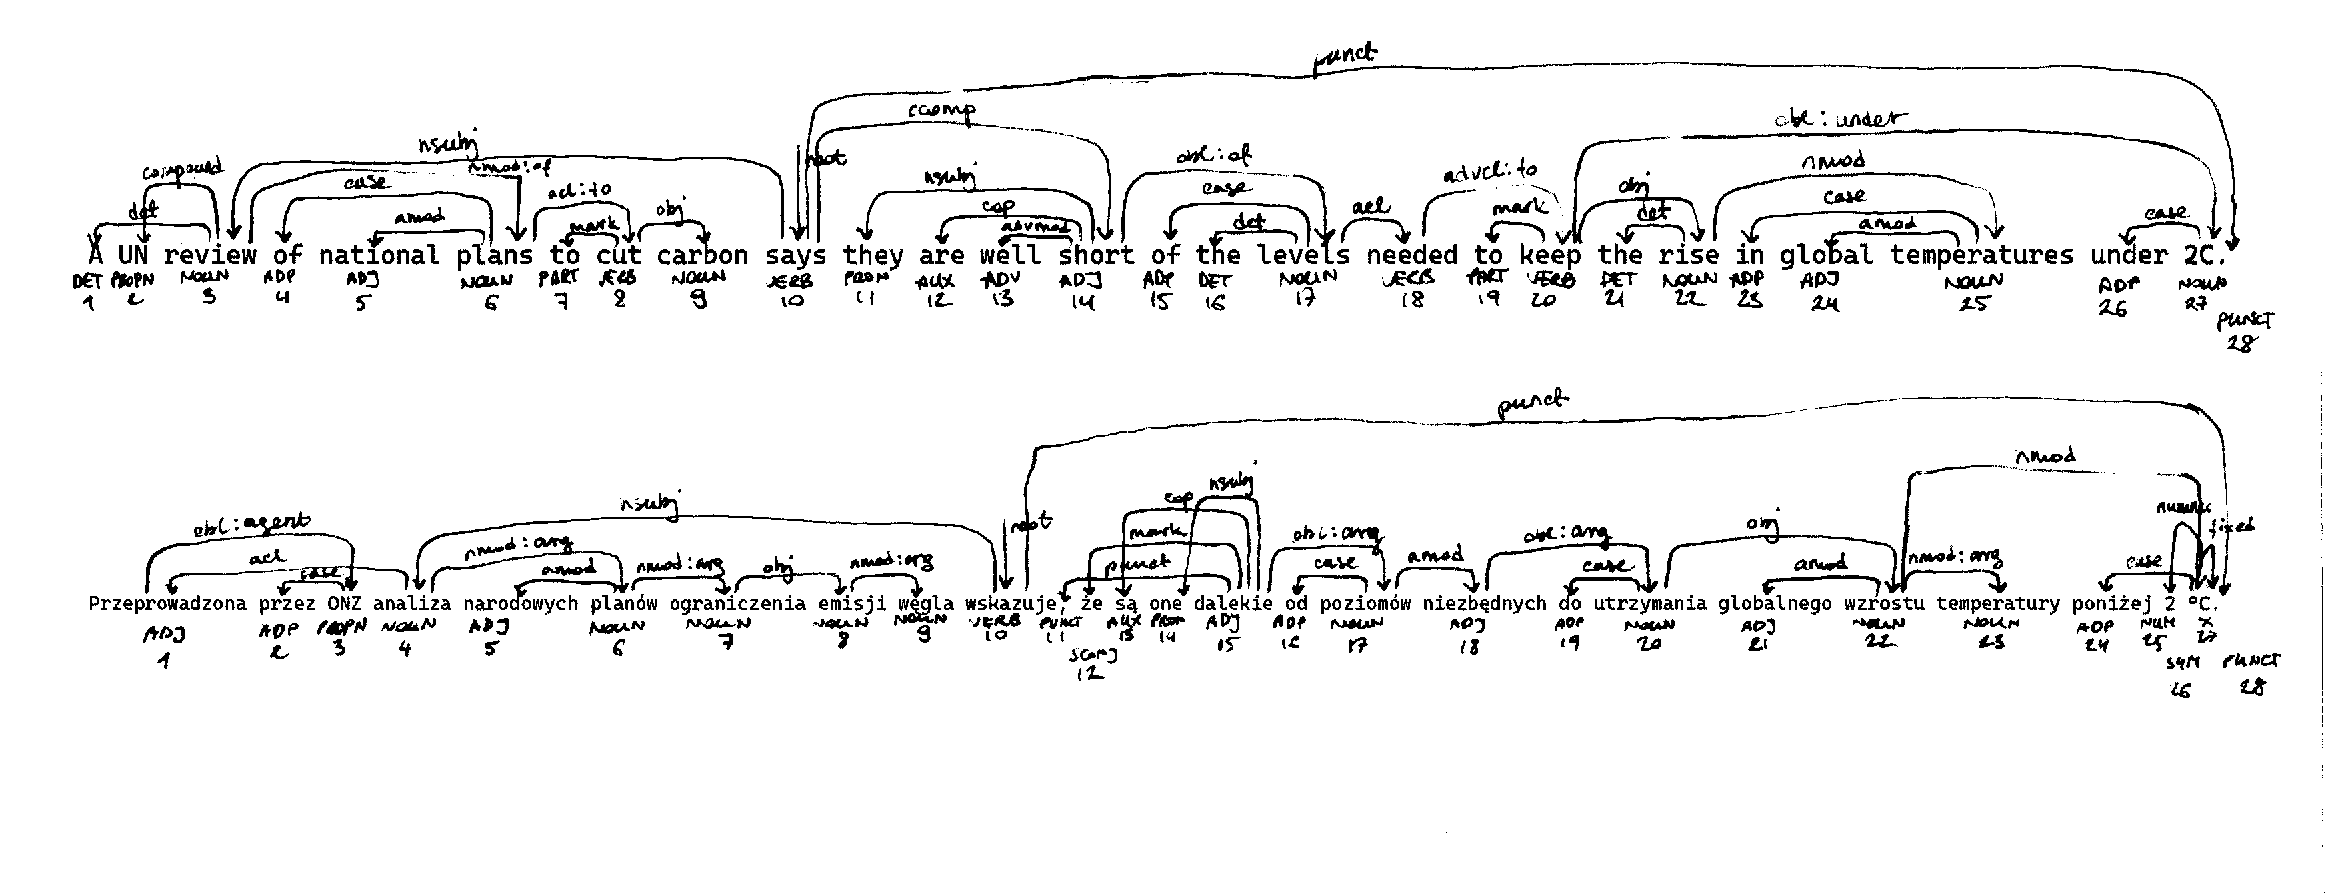 punct
ccomp obl:under
nsubj root obl:of nmod
compound nmod:of case nsubj case advcl:to obj case
det amod acl:to mark obj cop advmod det acl mark det amod case
A UN review of national plans to cut carbon says they are well short of the levels needed to keep the rise in global temperatures under 2C.
DET PROPN NOUN ADP ADJ NOUN PART VERB NOUN VERB PRON AUX ADV ADJ ADP DET NOUN VERB PART VERB DET NOUN ADP ADJ NOUN ADP NOUN
1 2 3 4 5 6 7 8 9 10 11 12 13 14 15 16 17 18 19 20 21 22 23 24 25 26 27
PUNCT
28
punct
nmod
nsubj cop nsubj
obl:agent root mark obl:arg obl:arg obj fixed
acl nmod:arg nmod:arg obj nmod:arg punct amod nmod:arg
case amod case case amod case
Przeprowadzona przez ONZ analiza narodowych planów ograniczenia emisji węgla wskazuje, że są one dalekie od poziomów niezbędnych do utrzymania globalnego wzrostu temperatury poniżej 2 °C.
ADJ ADP PROPN NOUN ADJ NOUN NOUN NOUN NOUN VERB PUNCT AUX PRON ADJ ADP NOUN ADJ ADP NOUN ADJ NOUN NOUN ADP NUM X
1 2 3 4 5 6 7 8 9 10 11 13 14 15 16 17 18 19 20 21 22 23 24 25 27
SCONJ SYM PUNCT
12 26 28